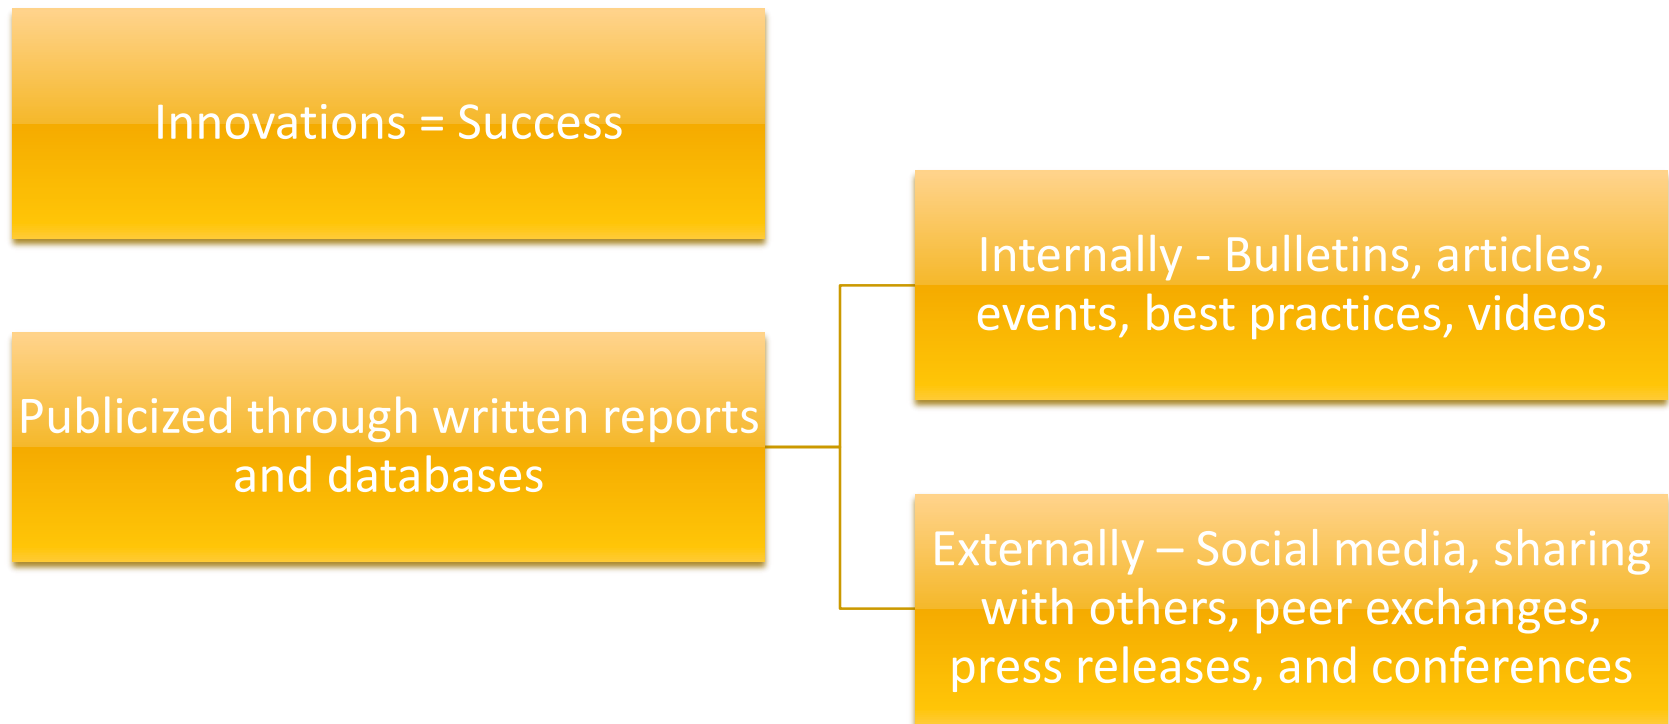 Innovations = Success
Publicized through written reports
and databases
Internally - Bulletins, articles,
events, best practices, videos
Externally – Social media, sharing
with others, peer exchanges,
press releases, and conferences